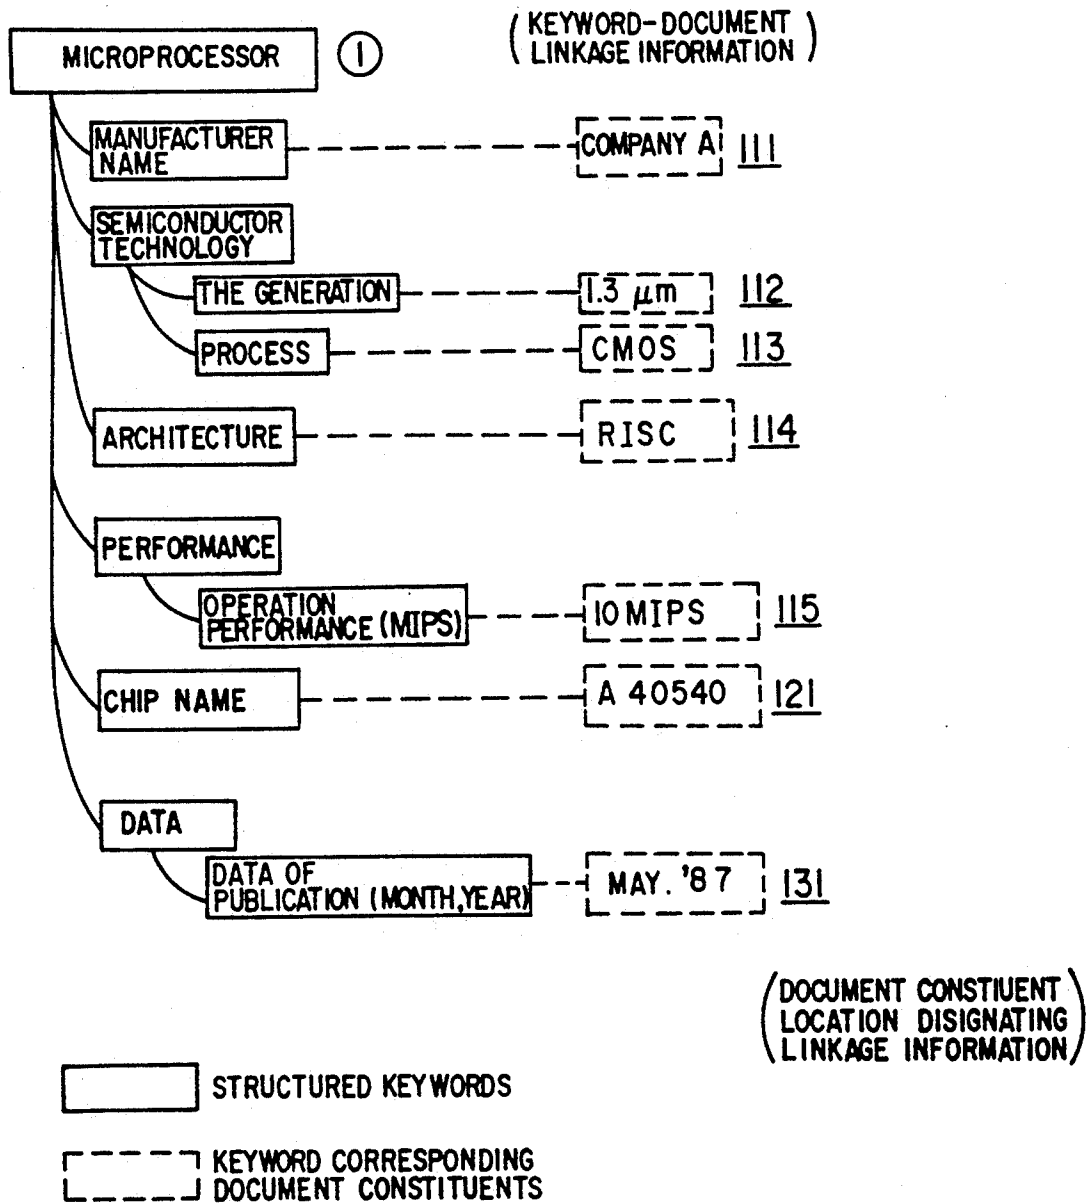 MICROPROCESSOR
1
(KEYWORD-DOCUMENT
LINKAGE INFORMATION)
MANUFACTURER
NAME
COMPANY A
111
SEMICONDUCTOR
TECHNOLOGY
THE GENERATION
1.3 μm
112
PROCESS
CMOS
113
ARCHITECTURE
RISC
114
PERFORMANCE
OPERATION
PERFORMANCE (MIPS)
10 MIPS
115
CHIP NAME
A 40540
121
DATA
DATA OF
PUBLICATION (MONTH,YEAR)
MAY. '87
131
(DOCUMENT CONSTIUENT
LOCATION DISIGNATING
LINKAGE INFORMATION)
STRUCTURED KEYWORDS
KEYWORD CORRESPONDING
DOCUMENT CONSTITUENTS